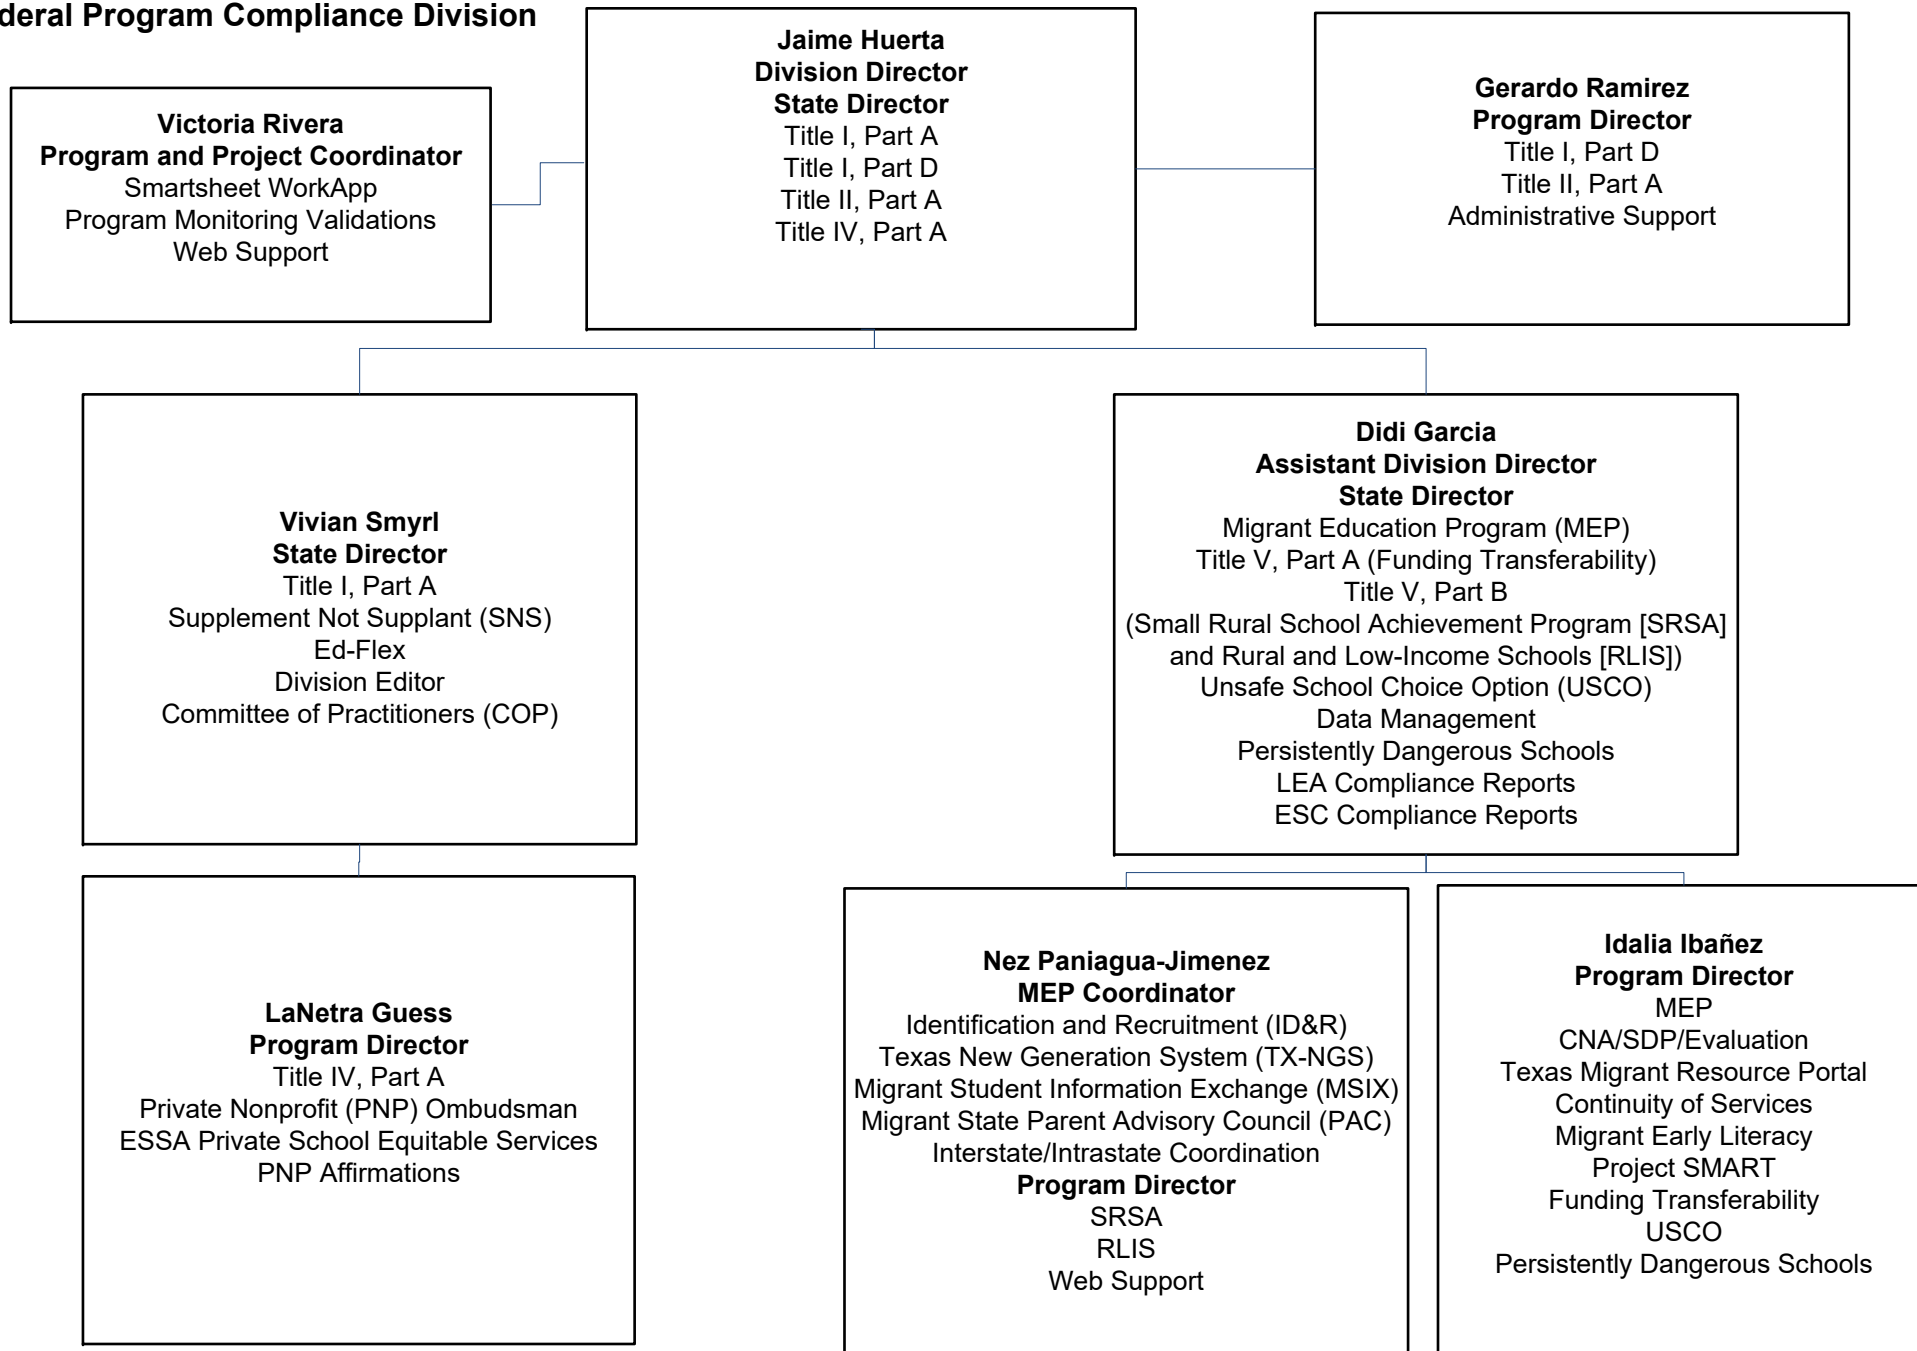 deral Program Compliance Division
Jaime Huerta
Division Director
State Director
Title I, Part A
Title I, Part D
Title II, Part A
Title IV, Part A
Gerardo Ramirez
Program Director
Title I, Part D
Title II, Part A
Administrative Support
Victoria Rivera
Program and Project Coordinator
Smartsheet WorkApp
Program Monitoring Validations
Web Support
Vivian Smyrl
State Director
Title I, Part A
Supplement Not Supplant (SNS)
Ed-Flex
Division Editor
Committee of Practitioners (COP)
Didi Garcia
Assistant Division Director
State Director
Migrant Education Program (MEP)
Title V, Part A (Funding Transferability)
Title V, Part B
(Small Rural School Achievement Program [SRSA]
and Rural and Low-Income Schools [RLIS])
Unsafe School Choice Option (USCO)
Data Management
Persistently Dangerous Schools
LEA Compliance Reports
ESC Compliance Reports
LaNetra Guess
Program Director
Title IV, Part A
Private Nonprofit (PNP) Ombudsman
ESSA Private School Equitable Services
PNP Affirmations
Nez Paniagua-Jimenez
MEP Coordinator
Identification and Recruitment (ID&R)
Texas New Generation System (TX-NGS)
Migrant Student Information Exchange (MSIX)
Migrant State Parent Advisory Council (PAC)
Interstate/Intrastate Coordination
Program Director
SRSA
RLIS
Web Support
Idalia Ibañez
Program Director
MEP
CNA/SDP/Evaluation
Texas Migrant Resource Portal
Continuity of Services
Migrant Early Literacy
Project SMART
Funding Transferability
USCO
Persistently Dangerous Schools